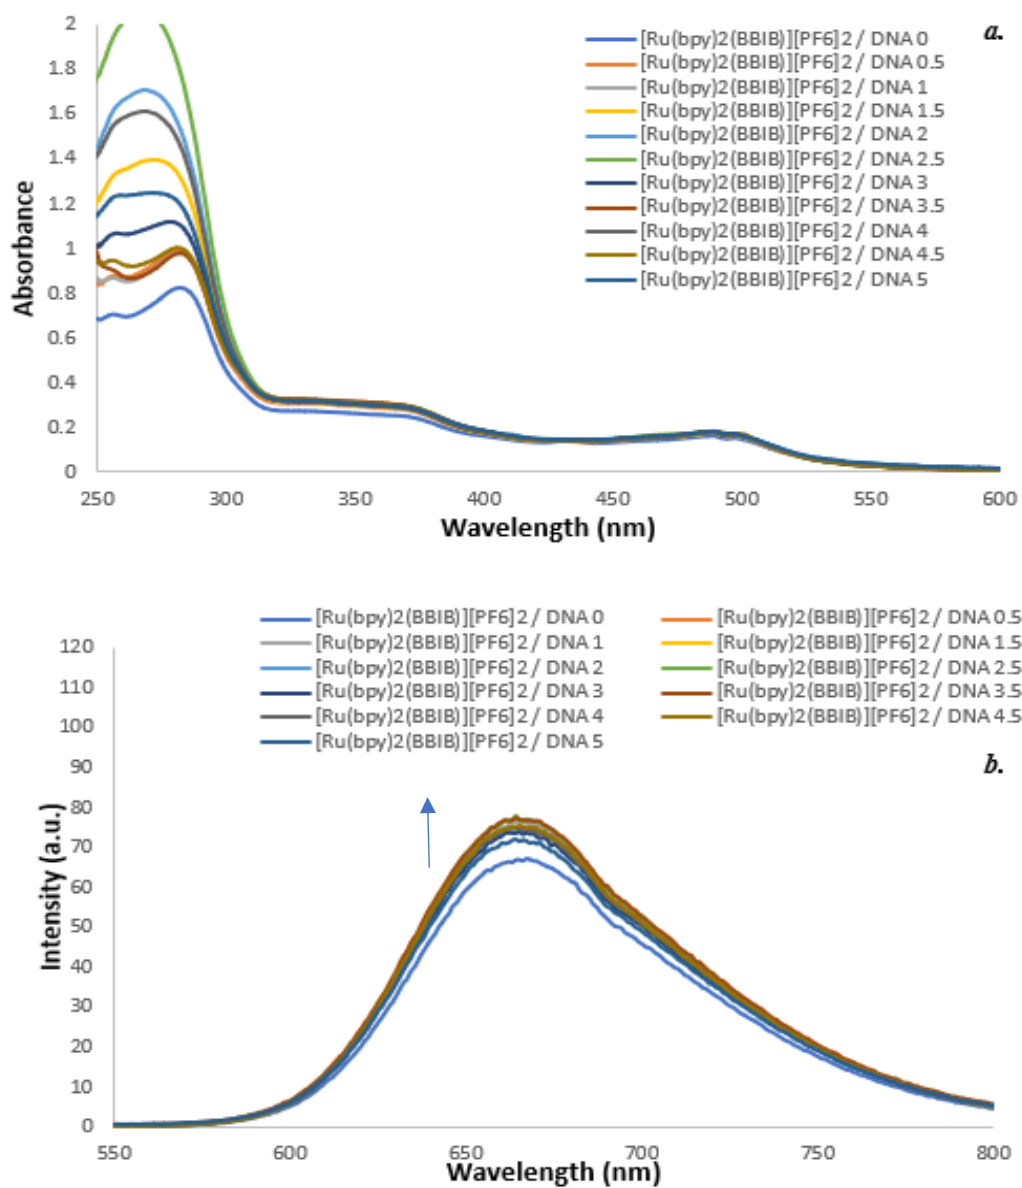 a.
[Ru(bpy)2(BBIB)][PF6]2 / DNA 0
[Ru(bpy)2(BBIB)][PF6]2 / DNA 0.5
[Ru(bpy)2(BBIB)][PF6]2 / DNA 1
[Ru(bpy)2(BBIB)][PF6]2 / DNA 1.5
[Ru(bpy)2(BBIB)][PF6]2 / DNA 2
[Ru(bpy)2(BBIB)][PF6]2 / DNA 2.5
[Ru(bpy)2(BBIB)][PF6]2 / DNA 3
[Ru(bpy)2(BBIB)][PF6]2 / DNA 3.5
[Ru(bpy)2(BBIB)][PF6]2 / DNA 4
[Ru(bpy)2(BBIB)][PF6]2 / DNA 4.5
[Ru(bpy)2(BBIB)][PF6]2 / DNA 5
Absorbance
2
1.8
1.6
1.4
1.2
1
0.8
0.6
0.4
0.2
0
250 300 350 400 450 500 550 600
Wavelength (nm)
[Ru(bpy)2(BBIB)][PF6]2 / DNA 0 [Ru(bpy)2(BBIB)][PF6]2 / DNA 0.5
[Ru(bpy)2(BBIB)][PF6]2 / DNA 1 [Ru(bpy)2(BBIB)][PF6]2 / DNA 1.5
[Ru(bpy)2(BBIB)][PF6]2 / DNA 2 [Ru(bpy)2(BBIB)][PF6]2 / DNA 2.5
[Ru(bpy)2(BBIB)][PF6]2 / DNA 3 [Ru(bpy)2(BBIB)][PF6]2 / DNA 3.5
[Ru(bpy)2(BBIB)][PF6]2 / DNA 4 [Ru(bpy)2(BBIB)][PF6]2 / DNA 4.5
[Ru(bpy)2(BBIB)][PF6]2 / DNA 5
b.
Intensity (a.u.)
120
110
100
90
80
70
60
50
40
30
20
10
0
550 600 650 700 750 800
Wavelength (nm)